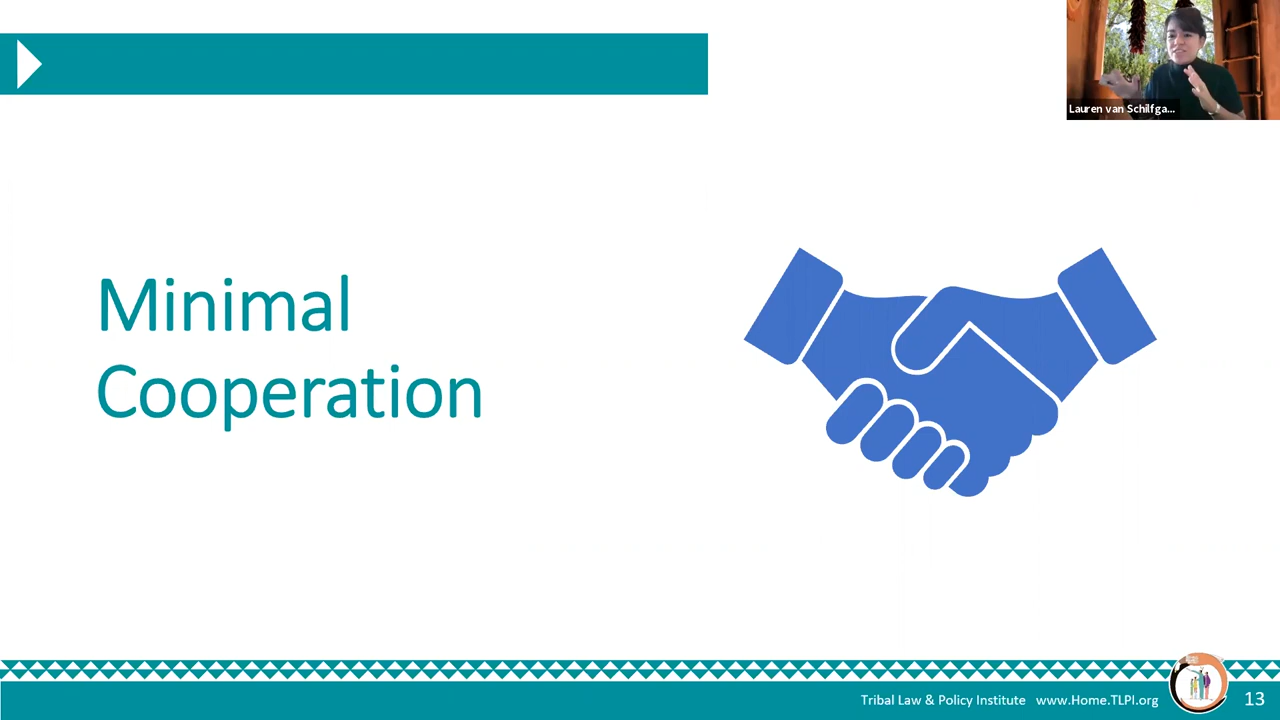 Lauren van Schilfga...
Minimal
Cooperation
Tribal Law & Policy Institute www.Home.TLPI.org
13